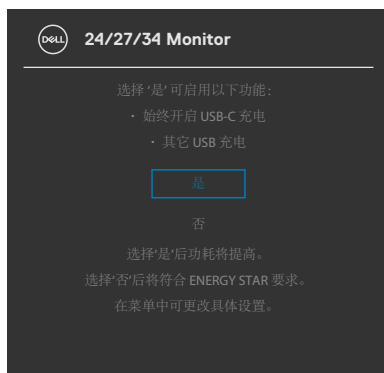 DELL 24/27/34 Monitor
选择 '是' 可启用以下功能：
· 始终开启 USB-C 充电
· 其它 USB 充电
是
否
选择'是'后功耗将提高。
选择'否'后将符合 ENERGY STAR 要求。
在菜单中可更改具体设置。